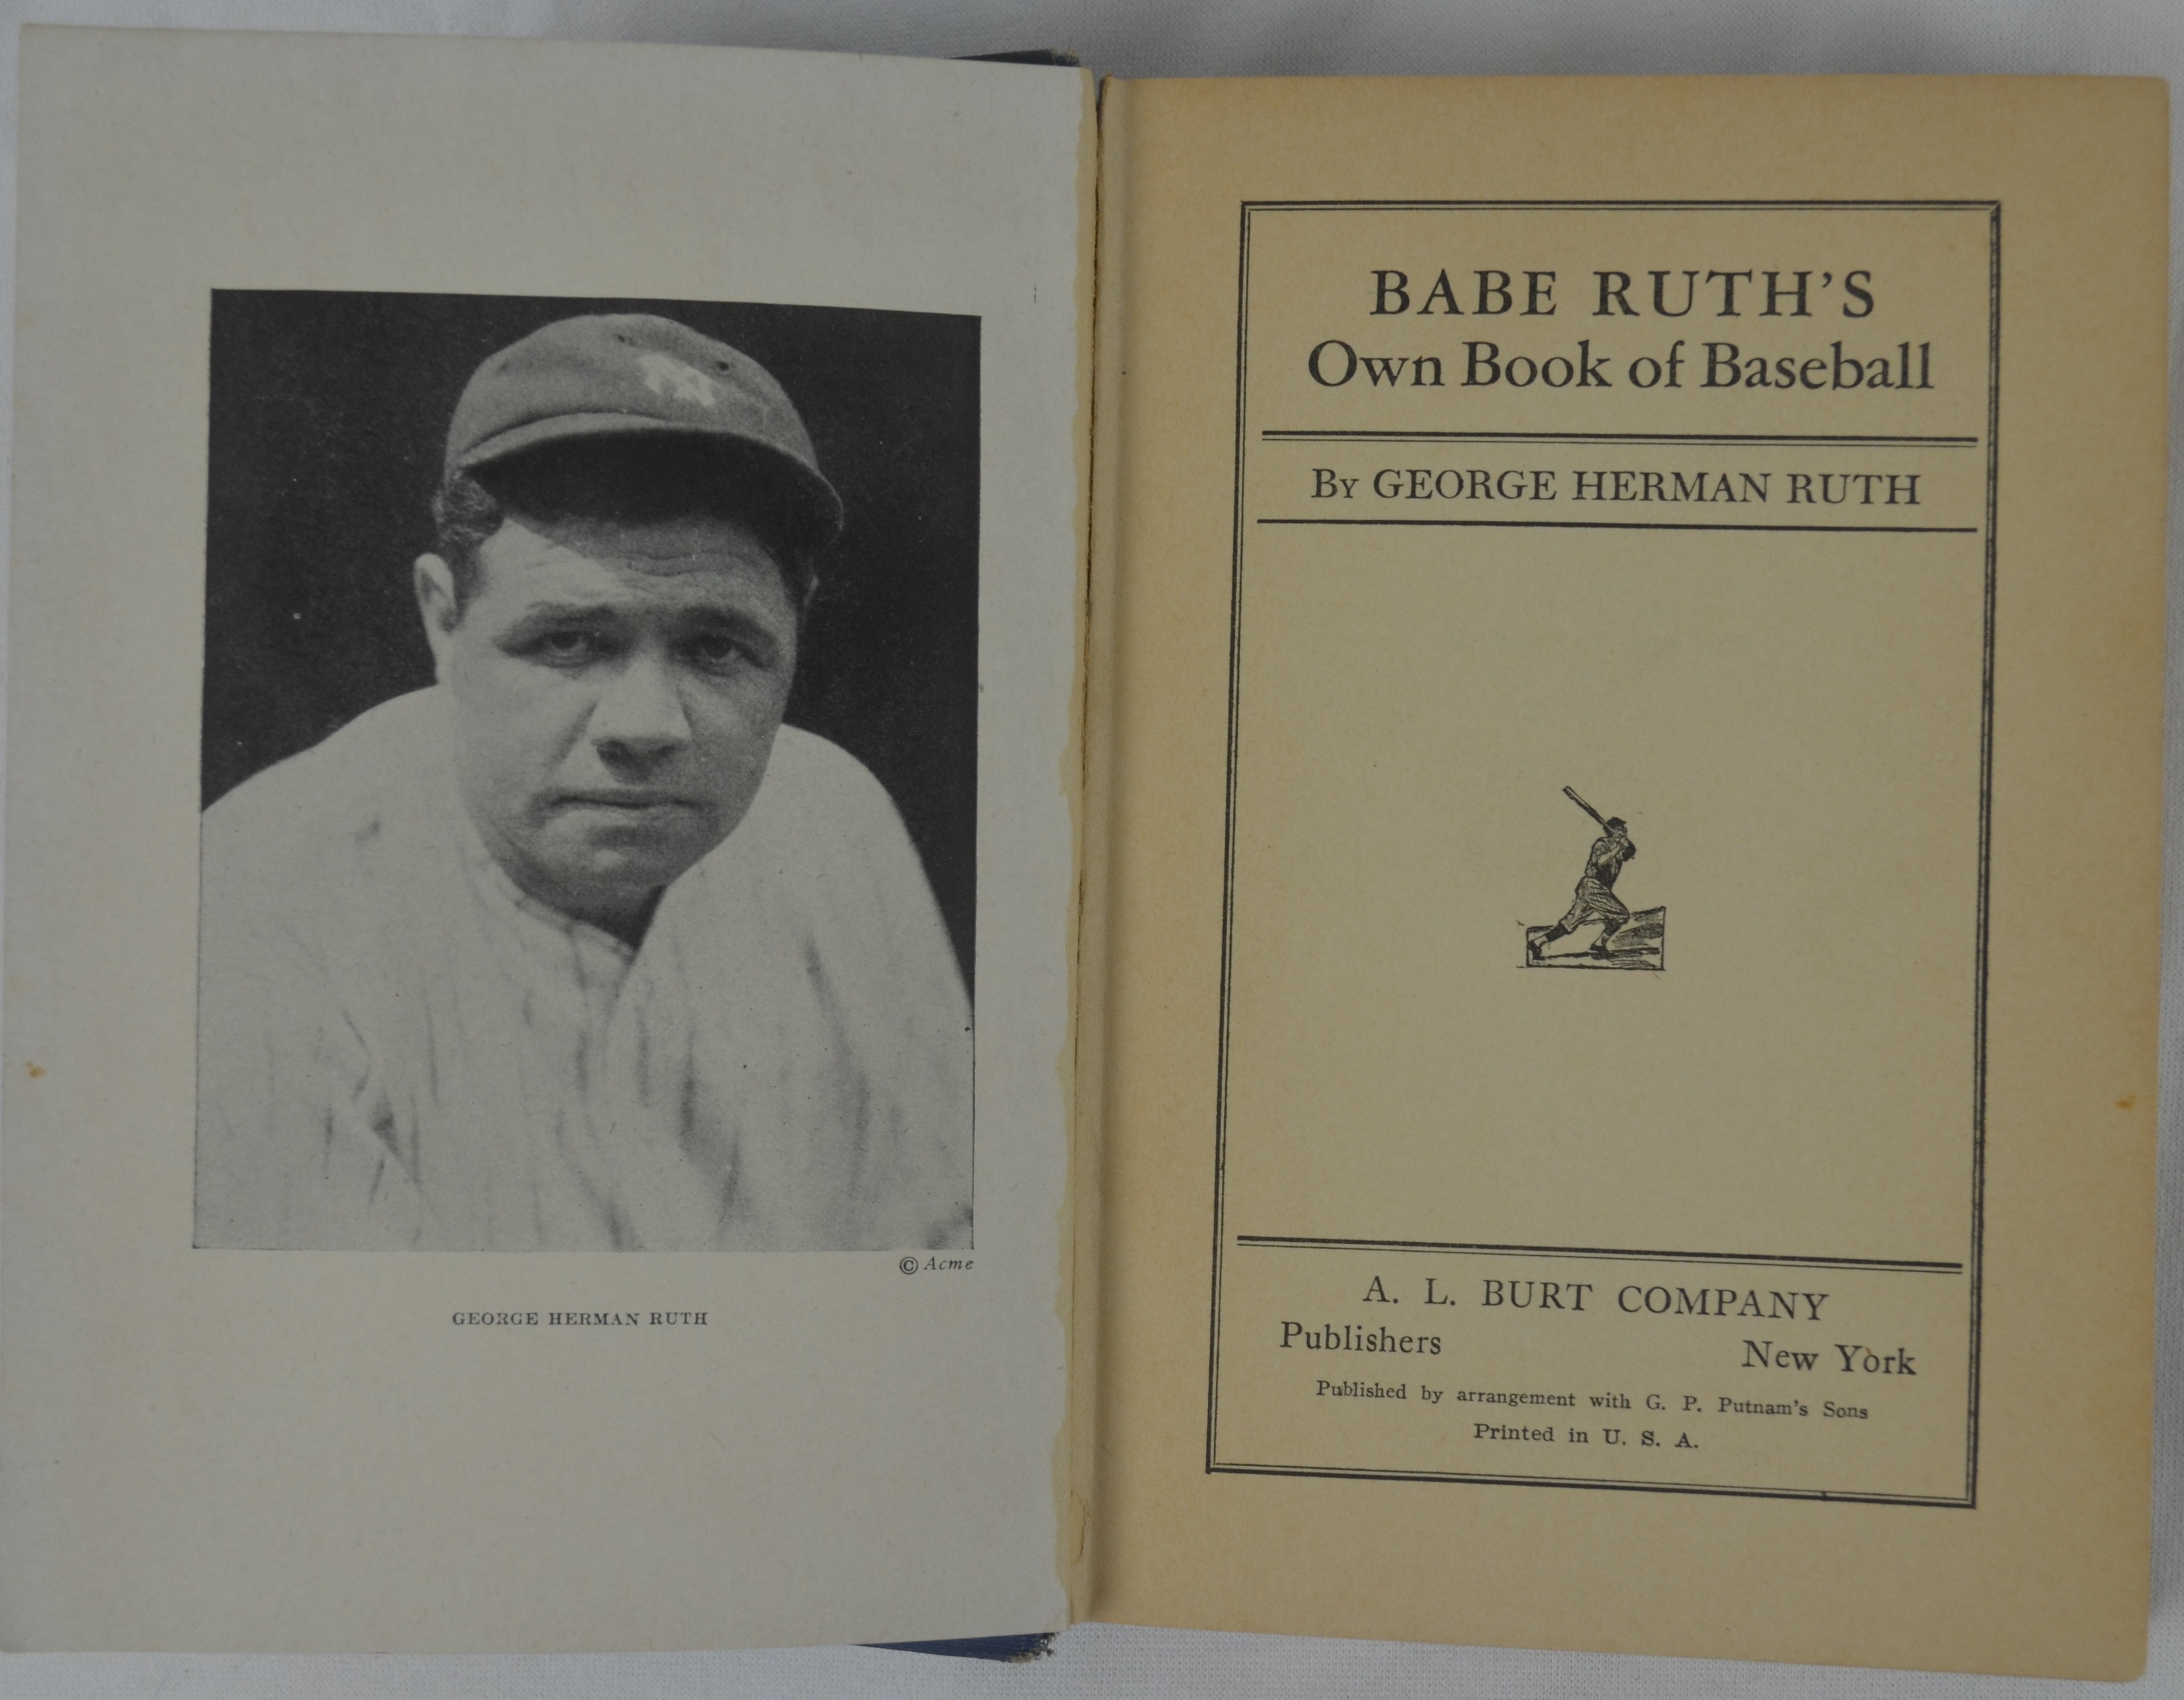 © Acme
GEORGE HERMAN RUTH
BABE RUTH'S
Own Book of Baseball
By GEORGE HERMAN RUTH
A. L. BURT COMPANY
Publishers New York
Published by arrangement with G. P. Putnam's Sons
Printed in U. S. A.